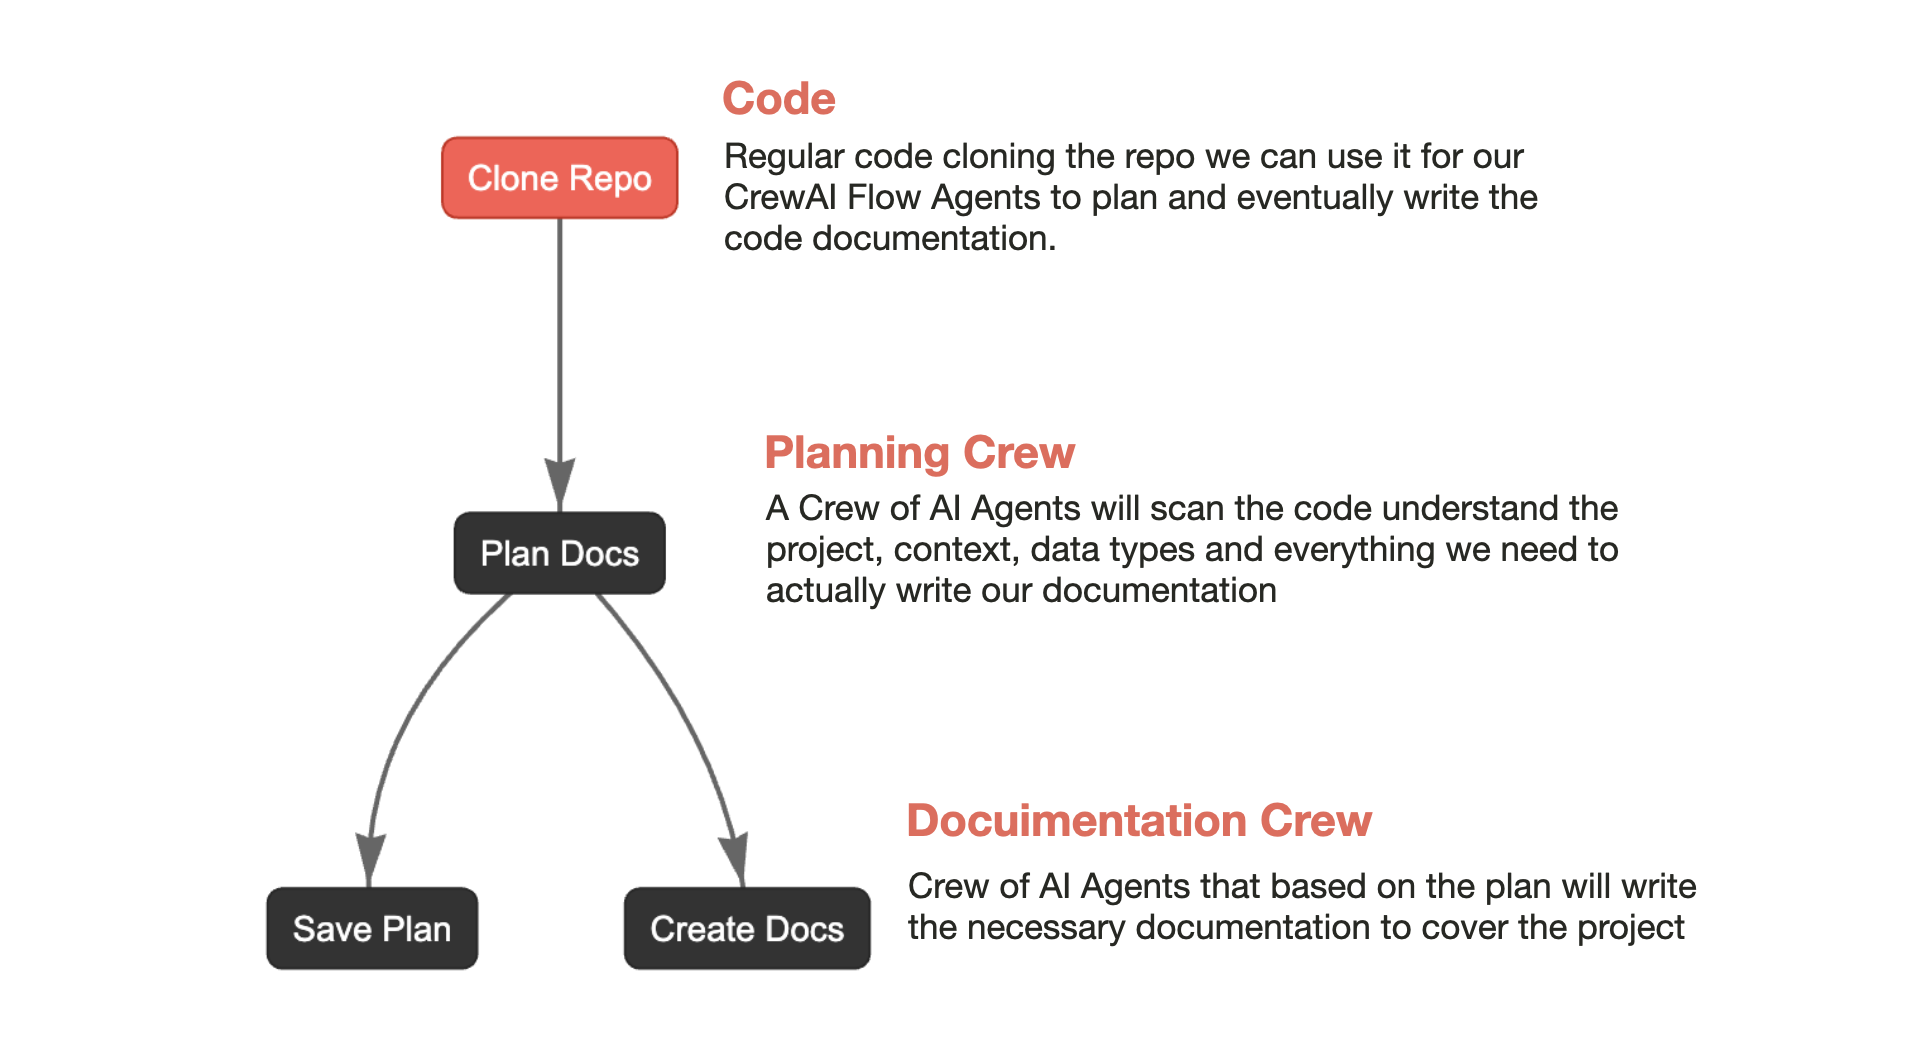 Code
Clone Repo
Regular code cloning the repo we can use it for our
CrewAI Flow Agents to plan and eventually write the
code documentation.
Planning Crew
Plan Docs
A Crew of AI Agents will scan the code understand the
project, context, data types and everything we need to
actually write our documentation
Docuimentation Crew
Save Plan
Create Docs
Crew of AI Agents that based on the plan will write
the necessary documentation to cover the project